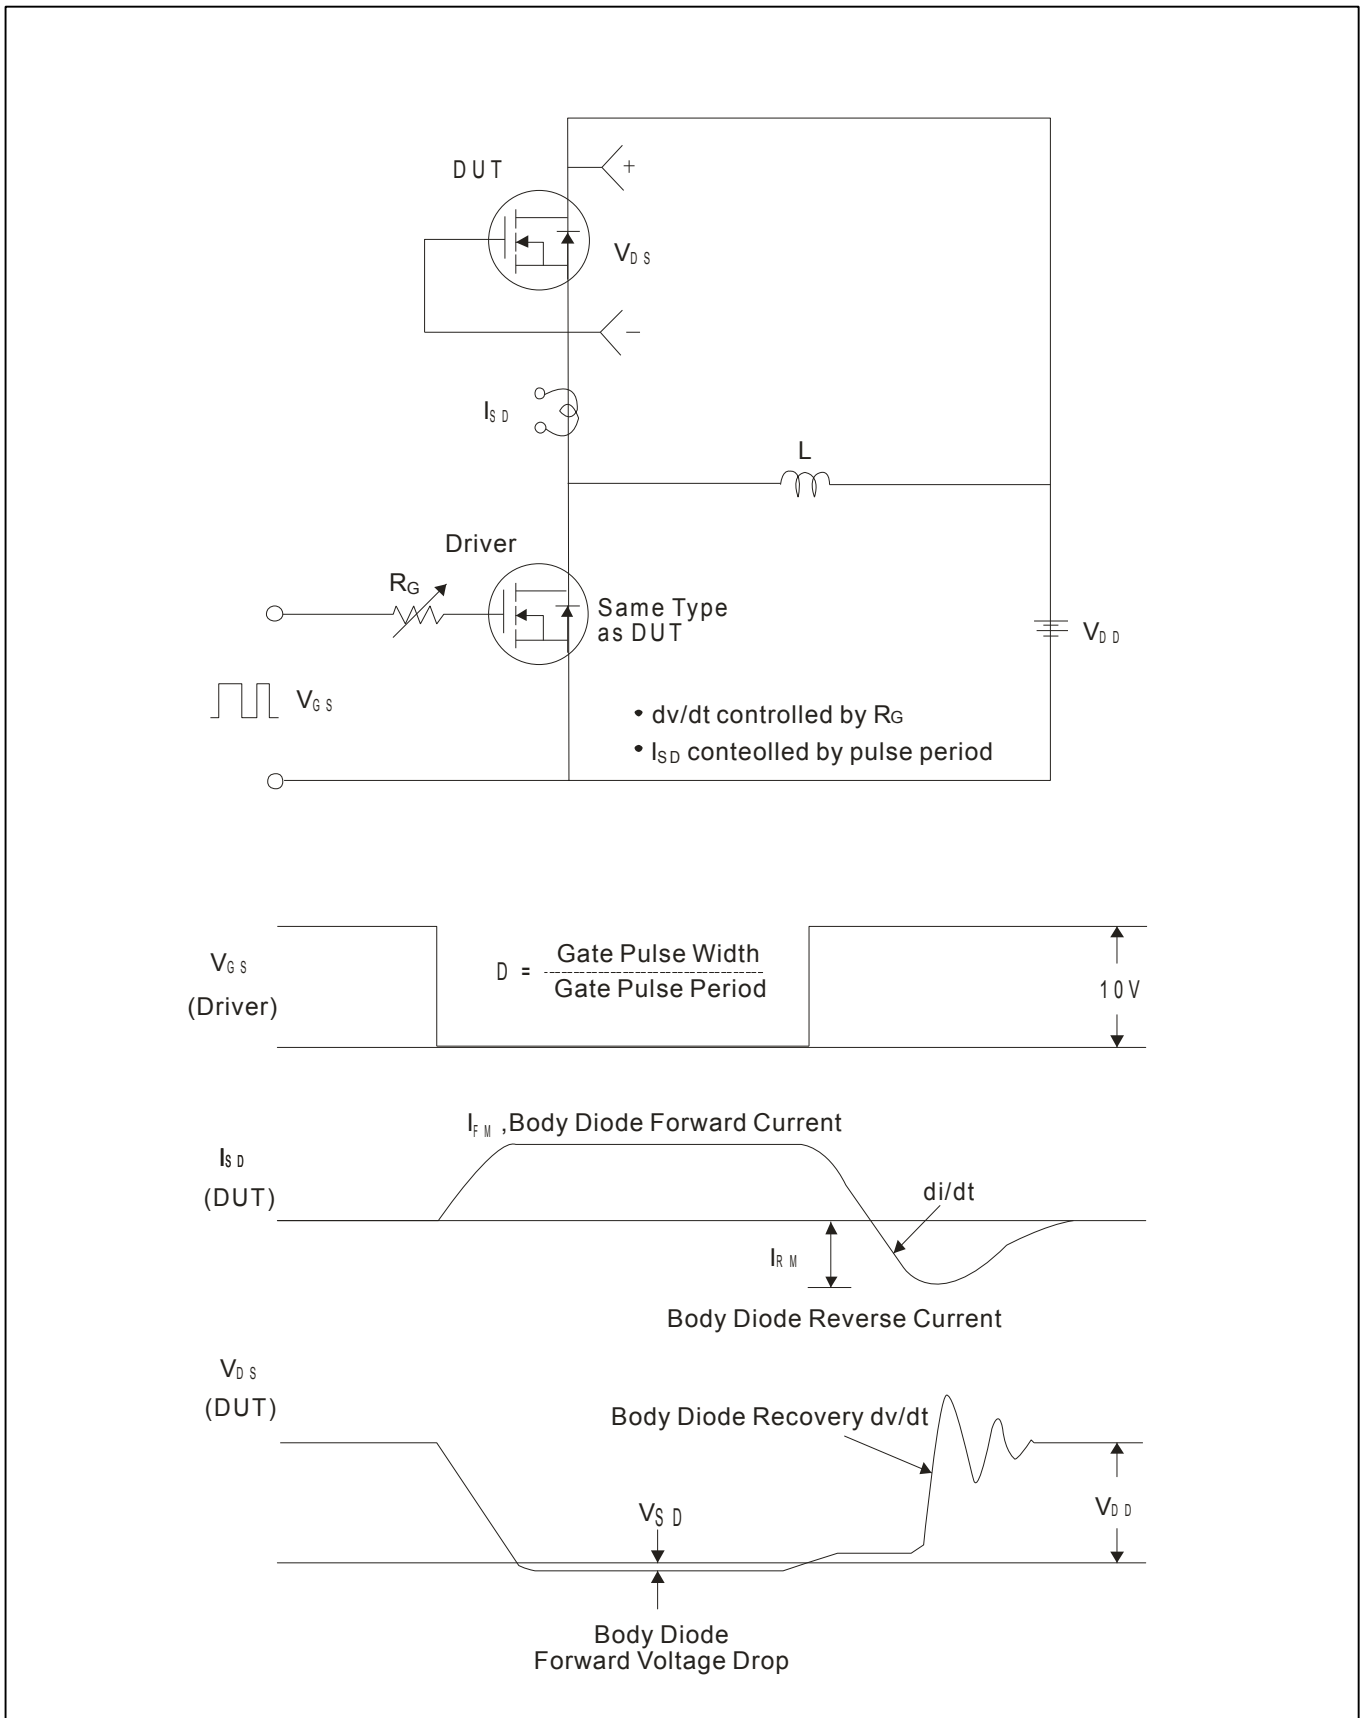 DUT
+
VDS
−
ISD
L
Driver
RG
Same Type
as DUT
VDD
VGS
• dv/dt controlled by RG
• ISD conteolled by pulse period
VGS
(Driver)
D = Gate Pulse Width
Gate Pulse Period
10V
IFM ,Body Diode Forward Current
ISD
(DUT)
di/dt
IRM
Body Diode Reverse Current
VDS
(DUT)
Body Diode Recovery dv/dt
VSD
VDD
Body Diode
Forward Voltage Drop